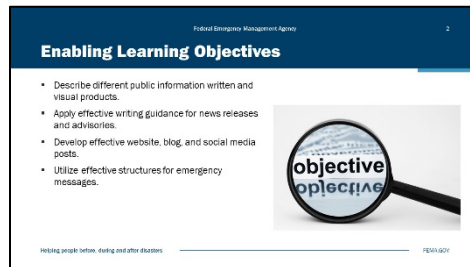 Federal Emergency Management Agency
2
Enabling Learning Objectives
▪ Describe different public information written and
visual products.
▪ Apply effective writing guidance for news releases
and advisories.
▪ Develop effective website, blog, and social media
posts.
▪ Utilize effective structures for emergency
messages.
objective
Helping people before, during and after disasters
FEMA.GOV